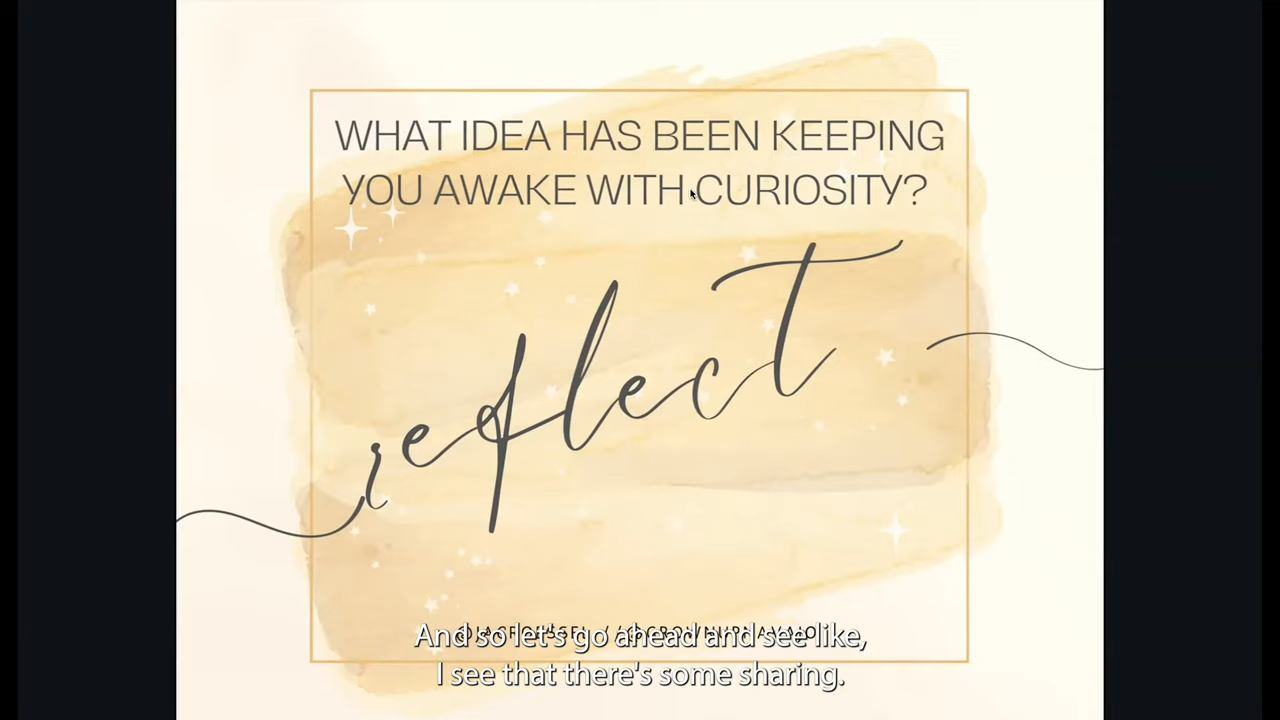 WHAT IDEA HAS BEEN KEEPING
YOU AWAKE WITH CURIOSITY?
reflect
And so let's go ahead and see like,
I see that there's some sharing.